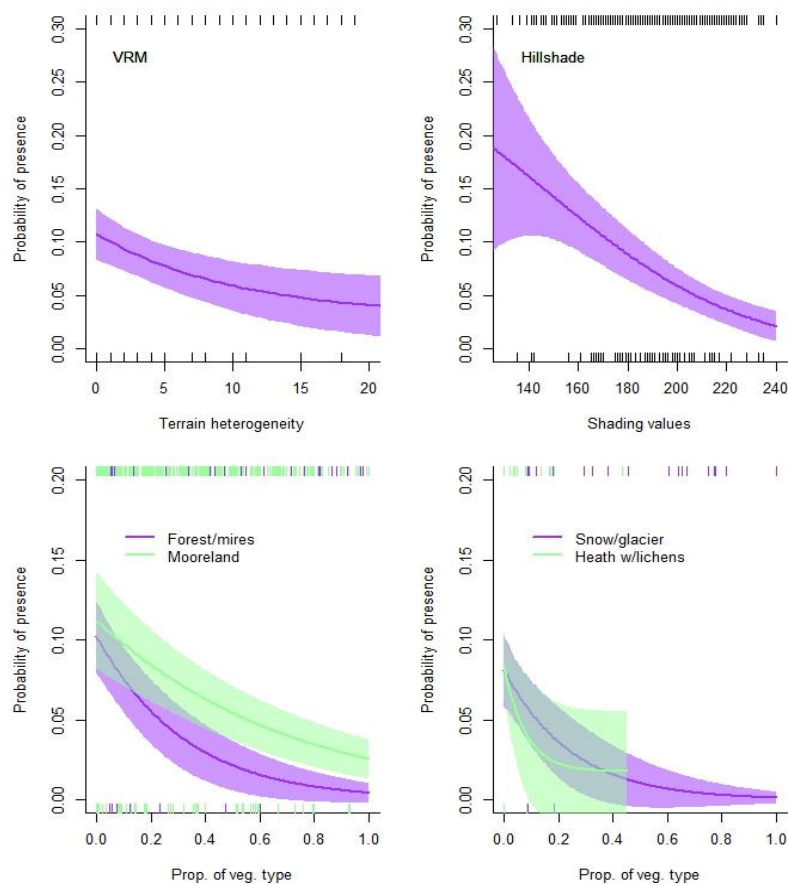 VRM
Probability of presence
0.30
0.25
0.20
0.15
0.10
0.05
0.00
0 5 10 15 20
Terrain heterogeneity
Hillshade
Probability of presence
0.30
0.25
0.20
0.15
0.10
0.05
0.00
140 160 180 200 220 240
Shading values
Forest/mires
Mooreland
Probability of presence
0.20
0.15
0.10
0.05
0.00
0.0 0.2 0.4 0.6 0.8 1.0
Prop. of veg. type
Snow/glacier
Heath w/lichens
Probability of presence
0.20
0.15
0.10
0.05
0.00
0.0 0.2 0.4 0.6 0.8 1.0
Prop. of veg. type